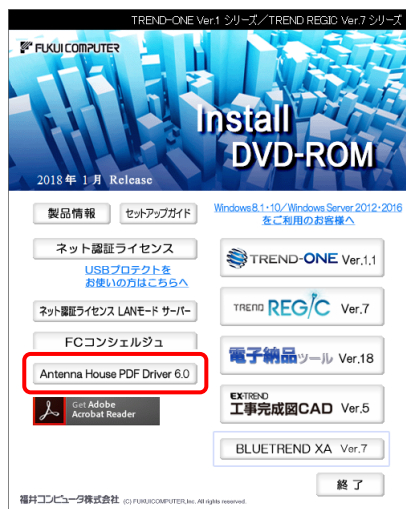 TREND-ONE Ver.1 シリーズ／TREND REGIC Ver.7 シリーズ
FUKUI COMPUTER
Install
DVD-ROM
2018年 1月 Release
製品情報
セットアップガイド
Windows8.1・10／Windows Server 2012・2016
をご利用のお客様へ
ネット認証ライセンス
USBプロテクトを
お使いの方はこちらへ
ネット認証ライセンス LANモード サーバー
FCコンシェルジュ
Antenna House PDF Driver 6.0
Get Adobe
Acrobat Reader
TREND-ONE Ver.1.1
TREND REGIC Ver.7
電子納品ツール Ver.18
EX-TREND
工事完成図CAD Ver.5
BLUETREND XA Ver.7
終了
福井コンピュータ株式会社 (C) FUKUICOMPUTER,Inc. All rights reserved.